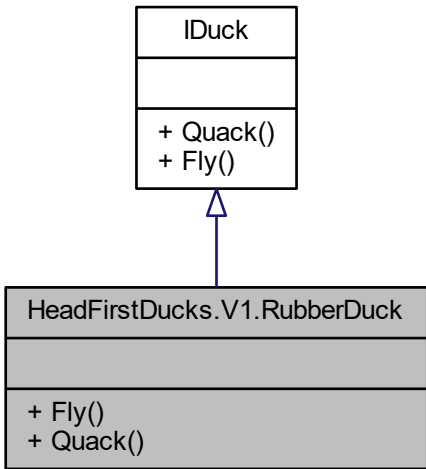 IDuck
+ Quack()
+ Fly()
HeadFirstDucks.V1.RubberDuck
+ Fly()
+ Quack()